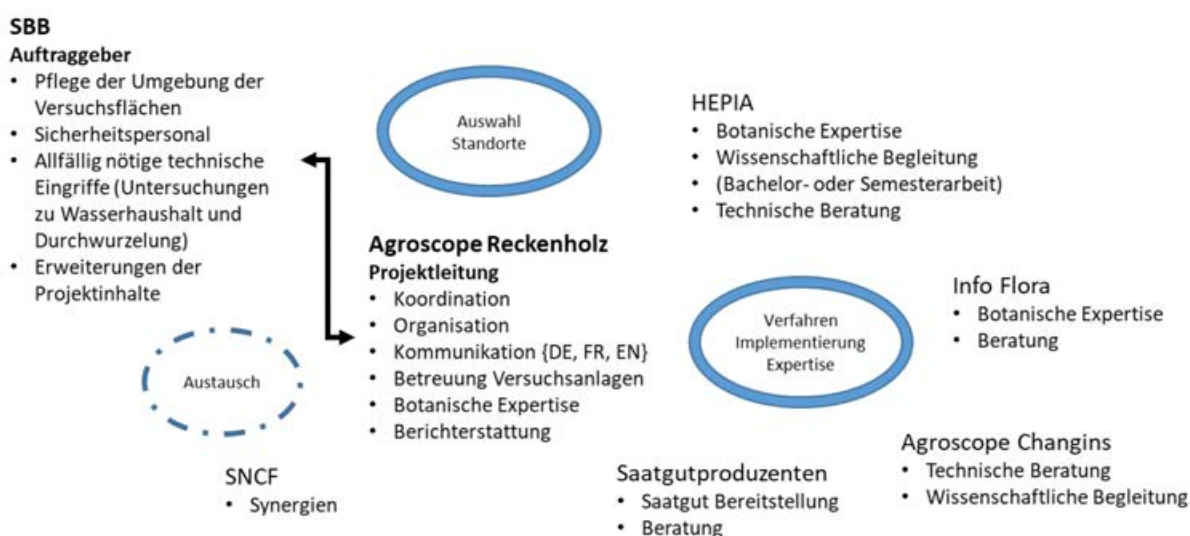 SBB
Auftraggeber
• Pflege der Umgebung der
Versuchsflächen
• Sicherheitspersonal
• Allfällig nötige technische
Eingriffe (Untersuchungen
zu Wasserhaushalt und
Durchwurzelung)
• Erweiterungen der
Projektinhalte
Auswahl
Standorte
HEPIA
• Botanische Expertise
• Wissenschaftliche Begleitung
• (Bachelor- oder Semesterarbeit)
• Technische Beratung
Agroscope Reckenholz
Projektleitung
• Koordination
• Organisation
• Kommunikation {DE, FR, EN}
• Betreuung Versuchsanlagen
• Botanische Expertise
• Berichterstattung
Verfahren
Implementierung
Expertise
Info Flora
• Botanische Expertise
• Beratung
Austausch
SNCF
• Synergien
Saatgutproduzenten
• Saatgut Bereitstellung
• Beratung
Agroscope Changins
• Technische Beratung
• Wissenschaftliche Begleitung